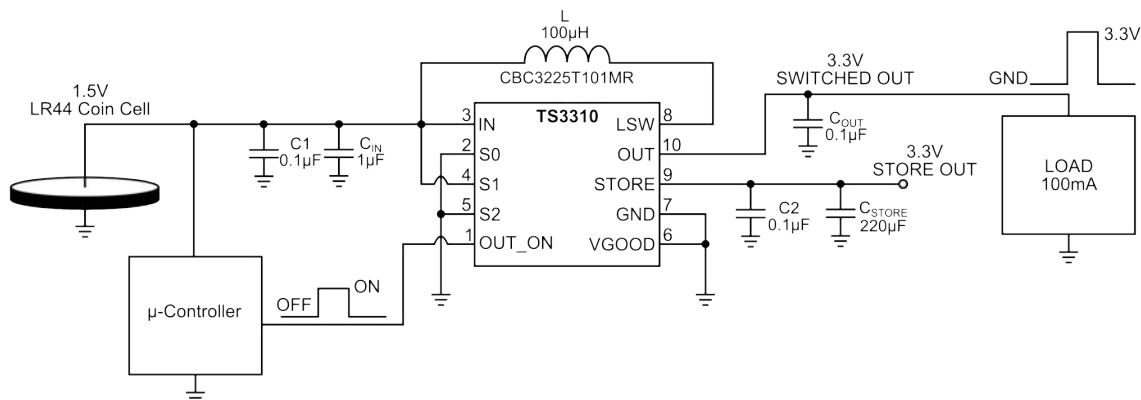 L
100µH
CBC3225T101MR
1.5V
LR44 Coin Cell
C1
0.1µF
CIN
1µF
TS3310
3
IN
2
S0
4
S1
5
S2
1
OUT_ON
LSW
8
OUT
10
STORE
9
GND
7
VGOOD
6
3.3V
SWITCHED OUT
COUT
0.1µF
3.3V
STORE OUT
C2
0.1µF
CSTORE
220µF
GND
3.3V
LOAD
100mA
µ-Controller
OFF
ON